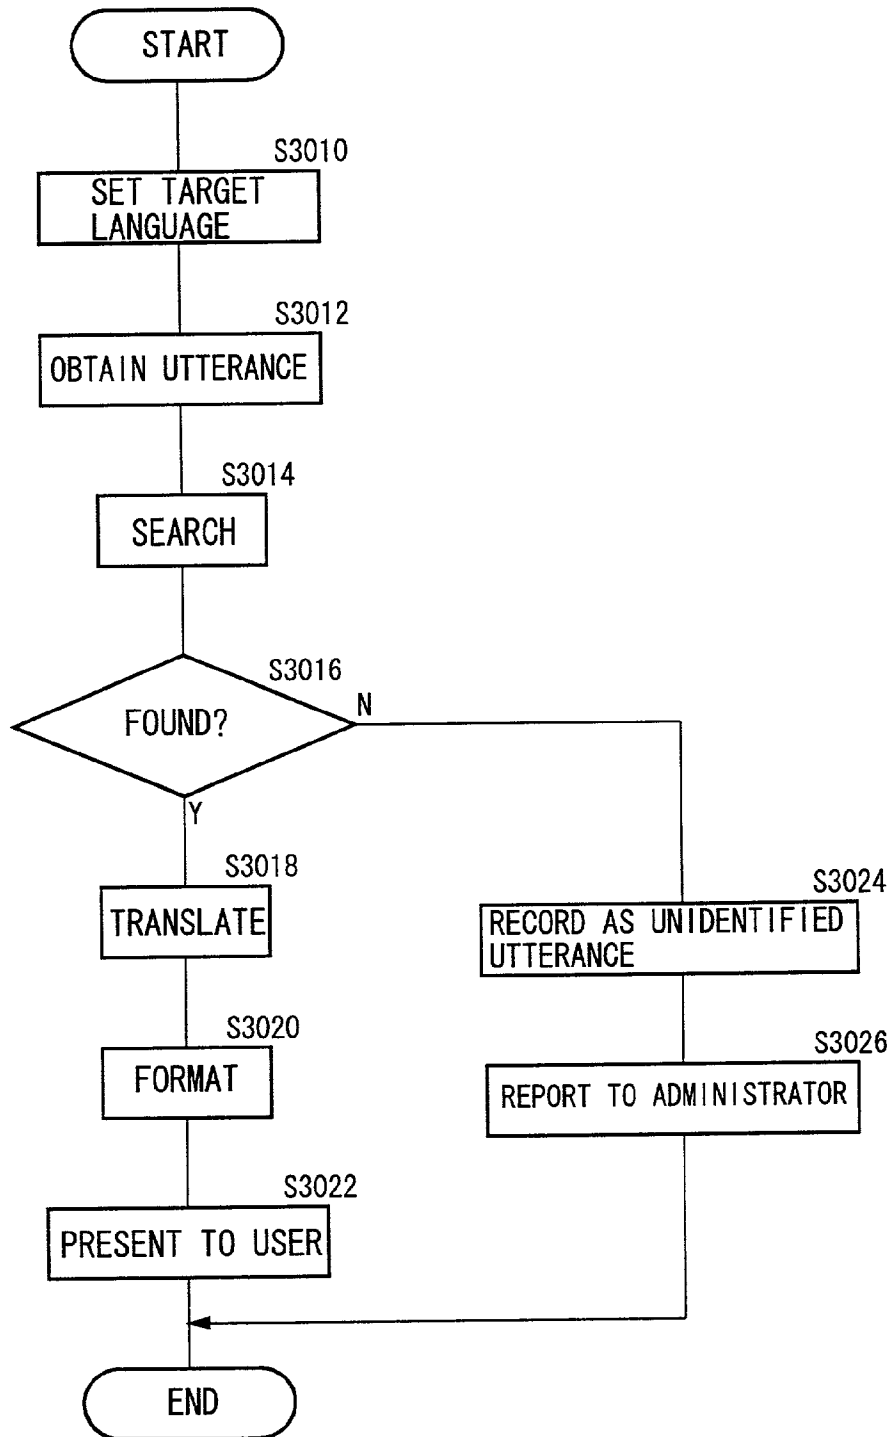 START
S3010
SET TARGET
LANGUAGE
S3012
OBTAIN UTTERANCE
S3014
SEARCH
S3016
FOUND?
N
Y
S3018
TRANSLATE
S3024
RECORD AS UNIDENTIFIED
UTTERANCE
S3020
FORMAT
S3026
REPORT TO ADMINISTRATOR
S3022
PRESENT TO USER
END